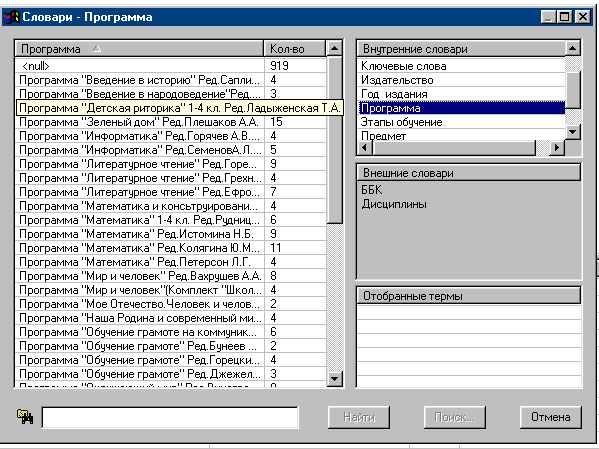 Словари - Программа
Программа Кол-во
<null> 919
Программа "Введение в историю" Ред.Сапли... 4
Программа "Введение в народоведение"Ред.... 3
Программа "Детская риторика" 1-4 кл. Ред.Ладыженская Т.А.
Программа "Зеленый дом" Ред.Плешаков А.А. 15
Программа "Информатика" Ред.Горячев А.В.... 4
Программа "Информатика" Ред.СеменовА.Л.... 5
Программа "Литературное чтение" Ред.Горе... 9
Программа "Литературное чтение" Ред.Грехн... 4
Программа "Литературное чтение" Ред.Ефро... 7
Программа "Математика и конструировани... 4
Программа "Математика" 1-4 кл. Ред.Рудниц... 6
Программа "Математика" Ред.Истомина Н.Б. 9
Программа "Математика" Ред.Колягина Ю.М... 11
Программа "Математика" Ред.Петерсон Л.Г. 4
Программа "Мир и человек" Ред.Вахрушев А.А. 8
Программа "Мир и человек"(Комплект "Школ... 4
Программа "Мое Отечество.Человек и челов... 2
Программа "Наша Родина и современный ми... 4
Программа "Обучение грамоте на коммуник... 6
Программа "Обучение грамоте" Ред.Бунеев ... 2
Программа "Обучение грамоте" Ред.Горецки... 4
Программа "Обучение грамоте" Ред.Джежел... 3
Внутренние словари
Ключевые слова
Издательство
Год издания
Программа
Этапы обучение
Предмет
Внешние словари
ББК
Дисциплины
Отобранные термы
Найти
Поиск...
Отмена